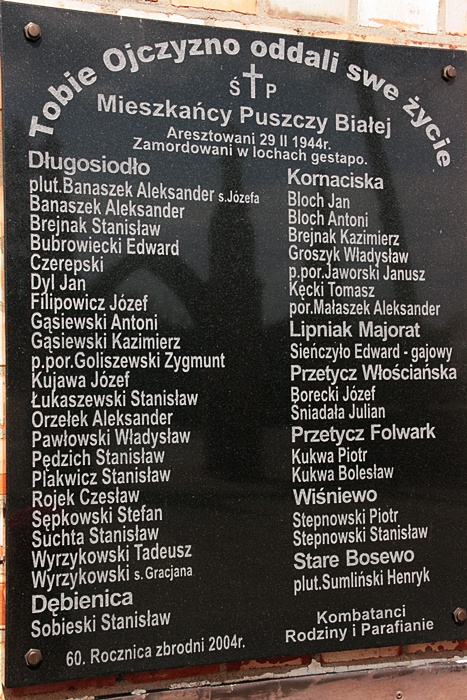 Tobie Ojczyzno oddali swe życie
Ś † P
Mieszkańcy Puszczy Białej
Aresztowani 29 II 1944r.
Zamordowani w lochach gestapo.
Długosiodło
plut.Banaszek Aleksander s.Józefa
Banaszek Aleksander
Brejnak Stanisław
Bubrowiecki Edward
Czerepski
Dyl Jan
Filipowicz Józef
Gąsiewski Antoni
Gąsiewski Kazimierz
p.por.Goliszewski Zygmunt
Kujawa Józef
Łukaszewski Stanisław
Orzełek Aleksander
Pawłowski Władysław
Pędzich Stanisław
Plakwicz Stanisław
Rojek Czesław
Sępkowski Stefan
Suchta Stanisław
Wyrzykowski Tadeusz
Wyrzykowski s.Gracjana
Dębienica
Sobieski Stanisław
Kornaciska
Bloch Jan
Bloch Antoni
Brejnak Kazimierz
Groszyk Władysław
p.por.Jaworski Janusz
Kęcki Tomasz
por.Małaszek Aleksander
Lipniak Majorat
Sieńczyło Edward - gajowy
Przetycz Włościańska
Borecki Józef
Śniadała Julian
Przetycz Folwark
Kukwa Piotr
Kukwa Bolesław
Wiśniewo
Stepnowski Piotr
Stepnowski Stanisław
Stare Bosewo
plut.Sumliński Henryk
60. Rocznica zbrodni 2004r.
Kombatanci
Rodziny i Parafianie